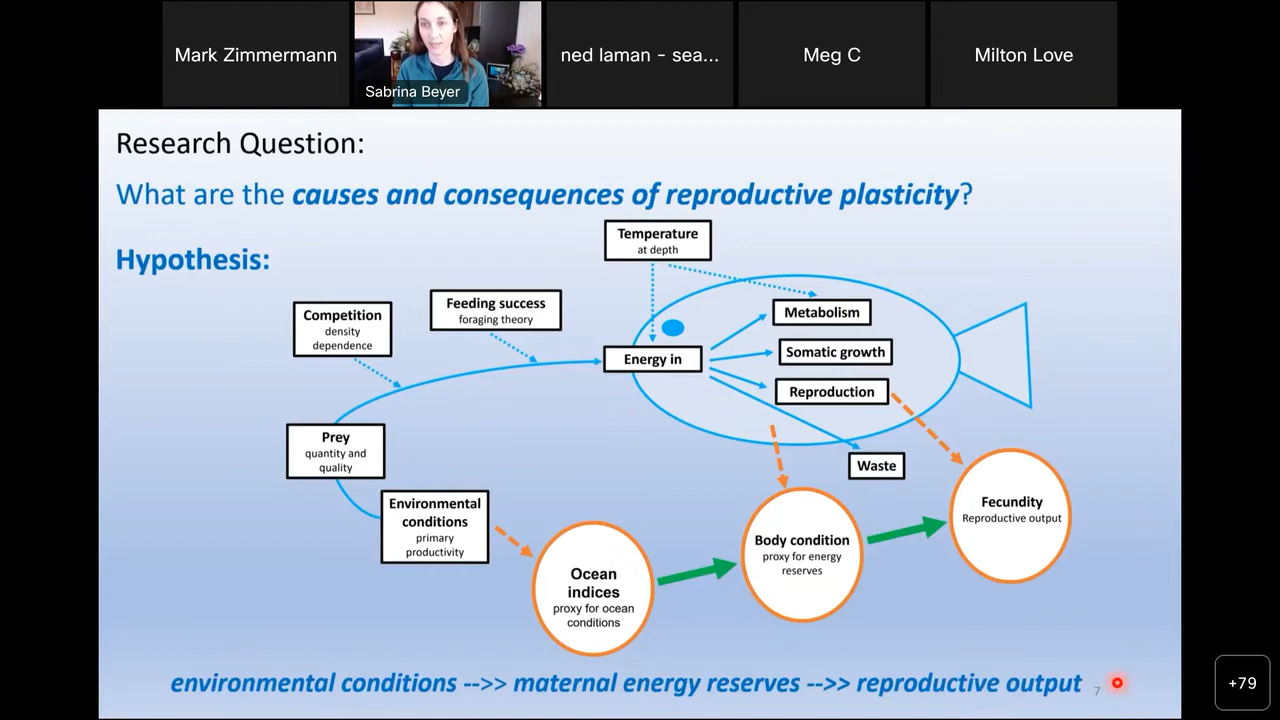 Mark Zimmermann
Sabrina Beyer
ned laman - sea...
Meg C
Milton Love
Research Question:
What are the causes and consequences of reproductive plasticity?
Hypothesis:
Temperature
at depth
Competition
density
dependence
Feeding success
foraging theory
Energy in
Metabolism
Somatic growth
Reproduction
Waste
Prey
quantity and
quality
Environmental
conditions
primary
productivity
Ocean
indices
proxy for ocean
conditions
Body condition
proxy for energy
reserves
Fecundity
Reproductive output
environmental conditions -->> maternal energy reserves -->> reproductive output
7
+79